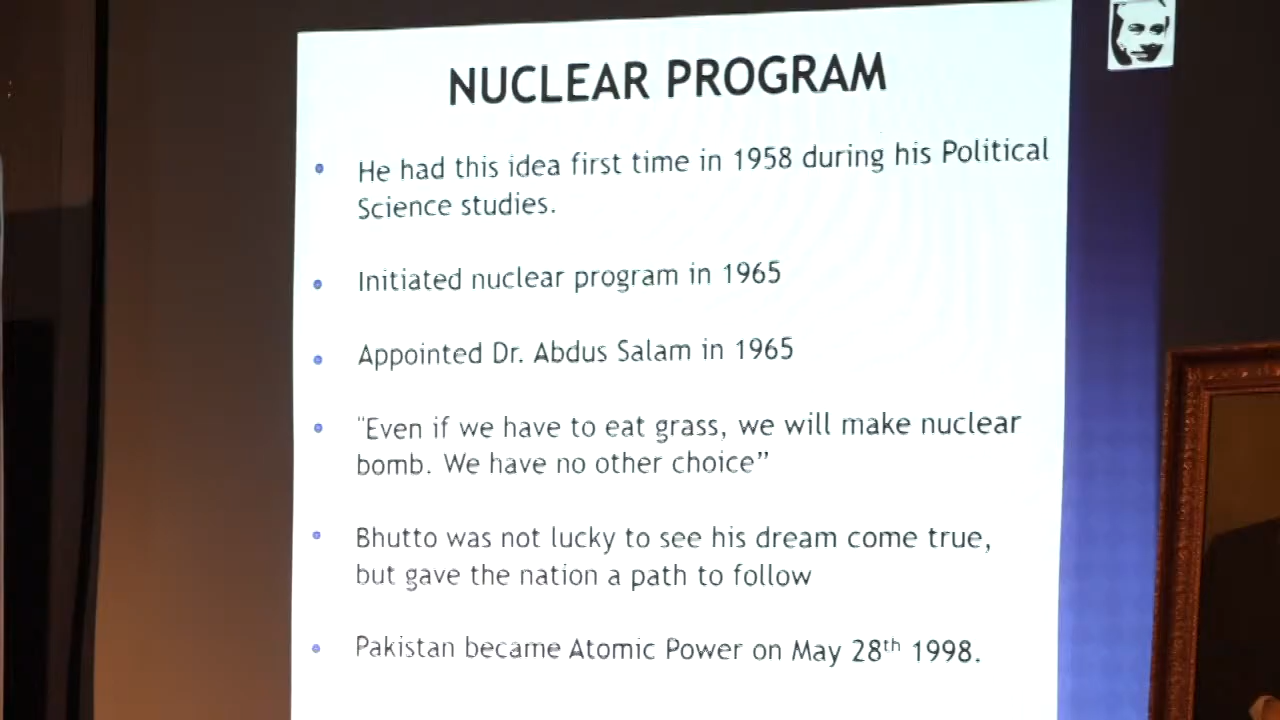 NUCLEAR PROGRAM
• He had this idea first time in 1958 during his Political
Science studies.
• Initiated nuclear program in 1965
• Appointed Dr. Abdus Salam in 1965
• "Even if we have to eat grass, we will make nuclear
bomb. We have no other choice”
• Bhutto was not lucky to see his dream come true,
but gave the nation a path to follow
• Pakistan became Atomic Power on May 28th 1998.